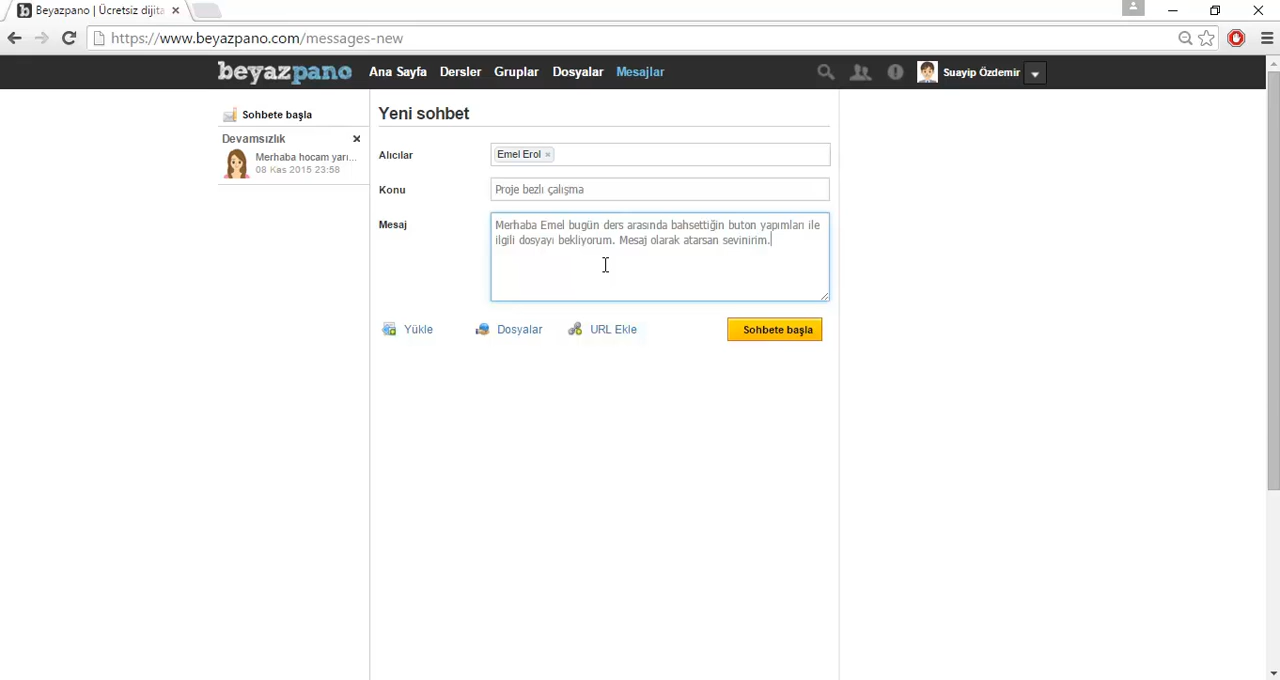 Beyazpano | Ücretsiz dijita
https://www.beyazpano.com/messages-new
beyazpano Ana Sayfa Dersler Gruplar Dosyalar Mesajlar Suayip Özdemir
Sohbete başla
Devamsızlık
Merhaba hocam yarı...
08 Kas 2015 23:58
Yeni sohbet
Alıcılar Emel Erol
Konu Proje bezlı çalışma
Mesaj Merhaba Emel bugün ders arasında bahsettiğin buton yapımları ile
ilgili dosyayı bekliyorum. Mesaj olarak atarsan sevinirim.
Yükle Dosyalar URL Ekle Sohbete başla